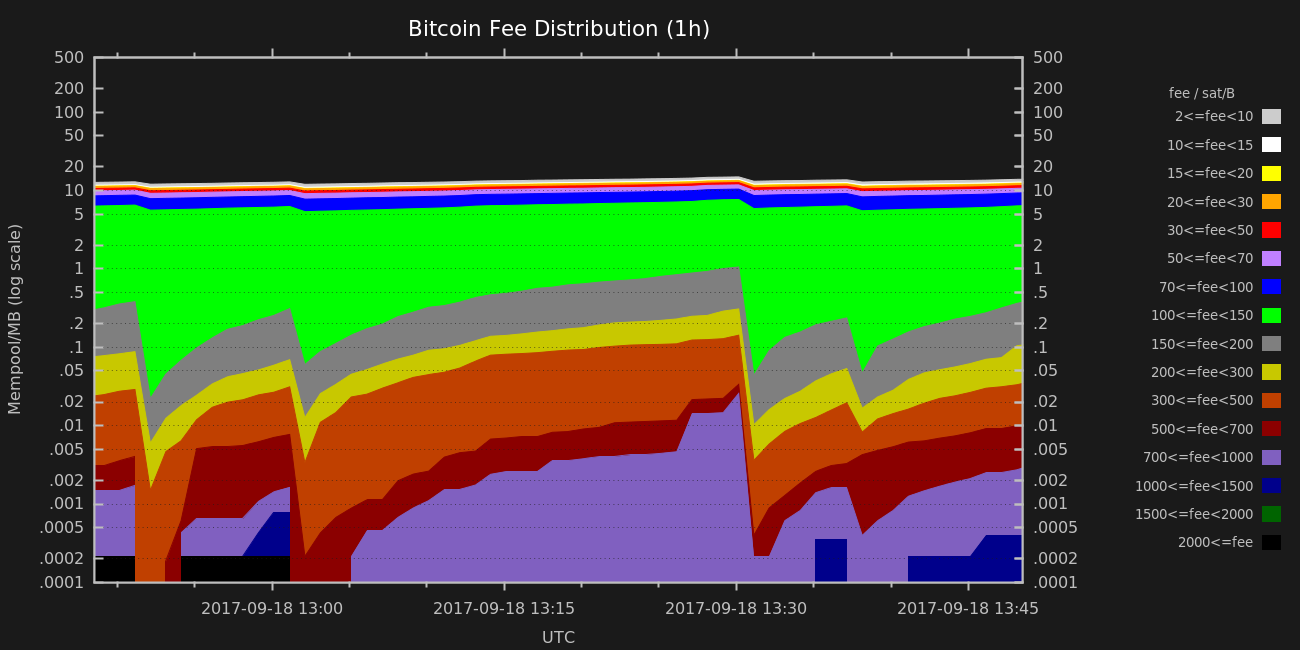 Bitcoin Fee Distribution (1h)
500
200
100
50
20
10
5
2
1
.5
.2
.1
.05
.02
.01
.005
.002
.001
.0005
.0002
.0001
Mempool/MB (log scale)
500
200
100
50
20
10
5
2
1
.5
.2
.1
.05
.02
.01
.005
.002
.001
.0005
.0002
.0001
2017-09-18 13:00
2017-09-18 13:15
2017-09-18 13:30
2017-09-18 13:45
UTC
fee / sat/B
2<=fee<10
10<=fee<15
15<=fee<20
20<=fee<30
30<=fee<50
50<=fee<70
70<=fee<100
100<=fee<150
150<=fee<200
200<=fee<300
300<=fee<500
500<=fee<700
700<=fee<1000
1000<=fee<1500
1500<=fee<2000
2000<=fee